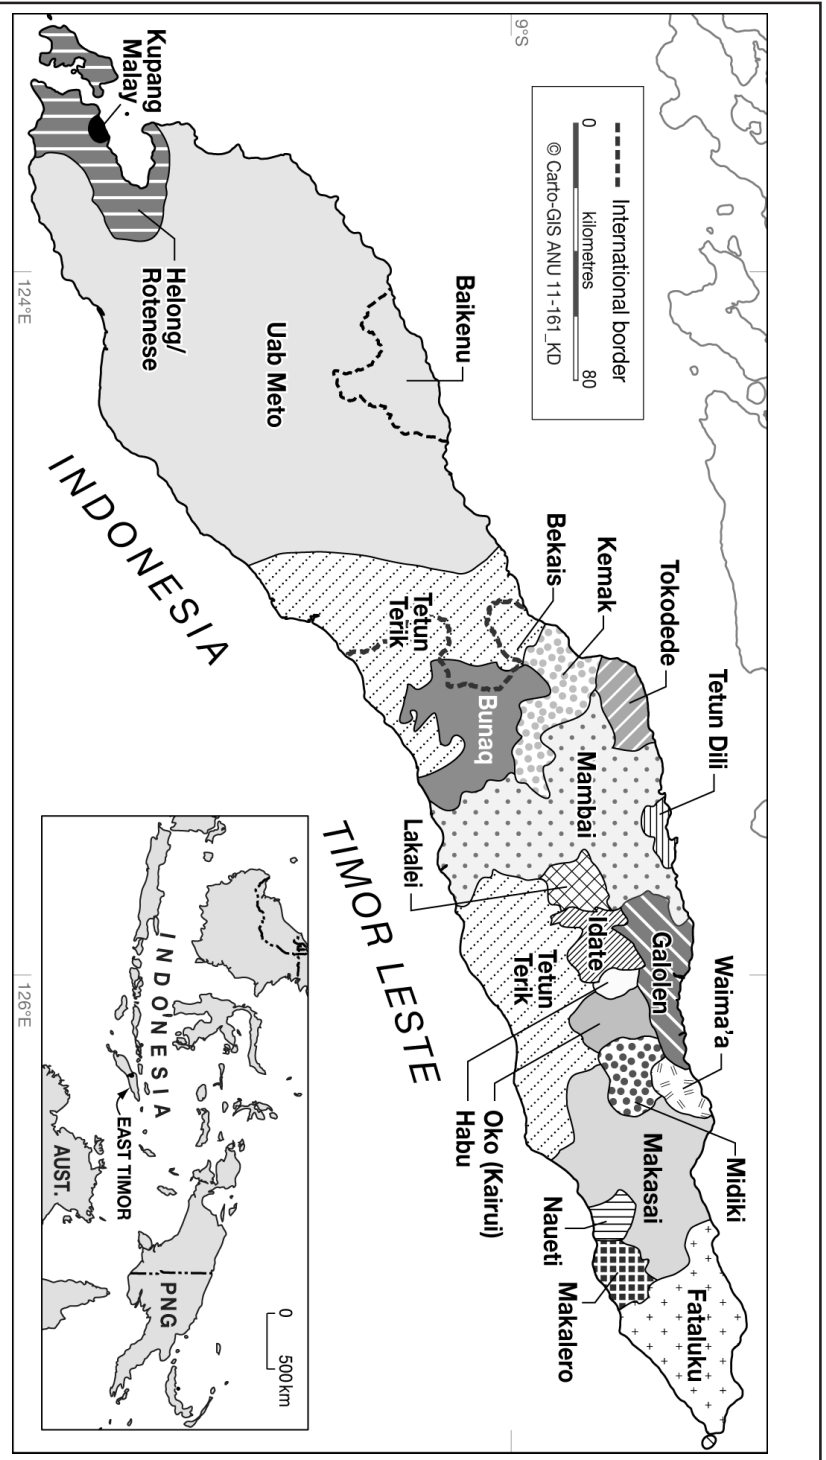 9°S
124°E
126°E
International border
0
80
kilometres
© Carto-GIS ANU 11-161_KD
Kupang
Malay
Helong/
Rotenese
Uab Meto
Baikenu
Bekais
Kemak
Tokodede
Tetun Dili
Tetun
Terik
Bunaq
Mambai
Lakalei
Idate
Galolen
Waima'a
Midiki
Tetun
Terik
Habu
Oko (Kairui)
Makasai
Naueti
Makalero
Fataluku
INDONESIA
TIMOR LESTE
INDONESIA
EAST TIMOR
AUST.
PNG
0
500km